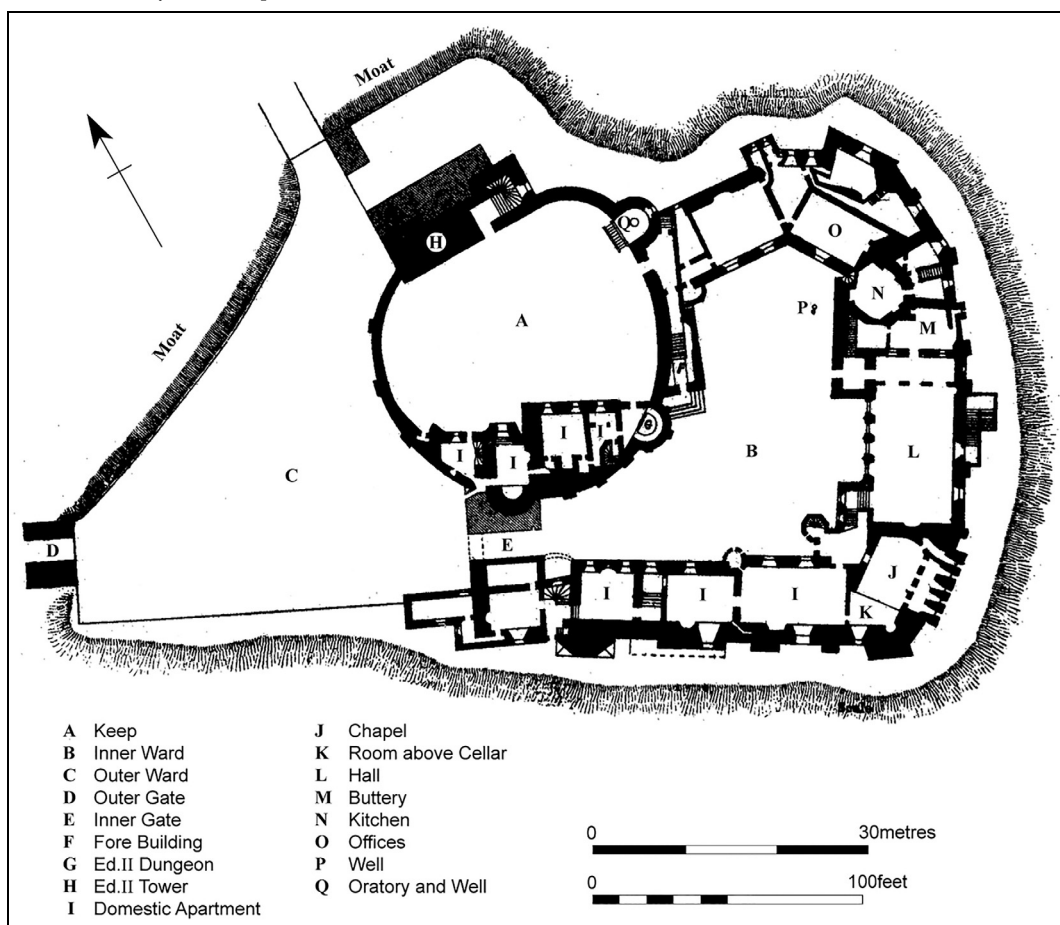 Moat
Moat
Q
H
O
N
P
M
A
I
I
I
I
G
B
L
C
D
E
J
I
I
I
K
A Keep
B Inner Ward
C Outer Ward
D Outer Gate
E Inner Gate
F Fore Building
G Ed.II Dungeon
H Ed.II Tower
I Domestic Apartment
J Chapel
K Room above Cellar
L Hall
M Buttery
N Kitchen
O Offices
P Well
Q Oratory and Well
0 30metres
0 100feet